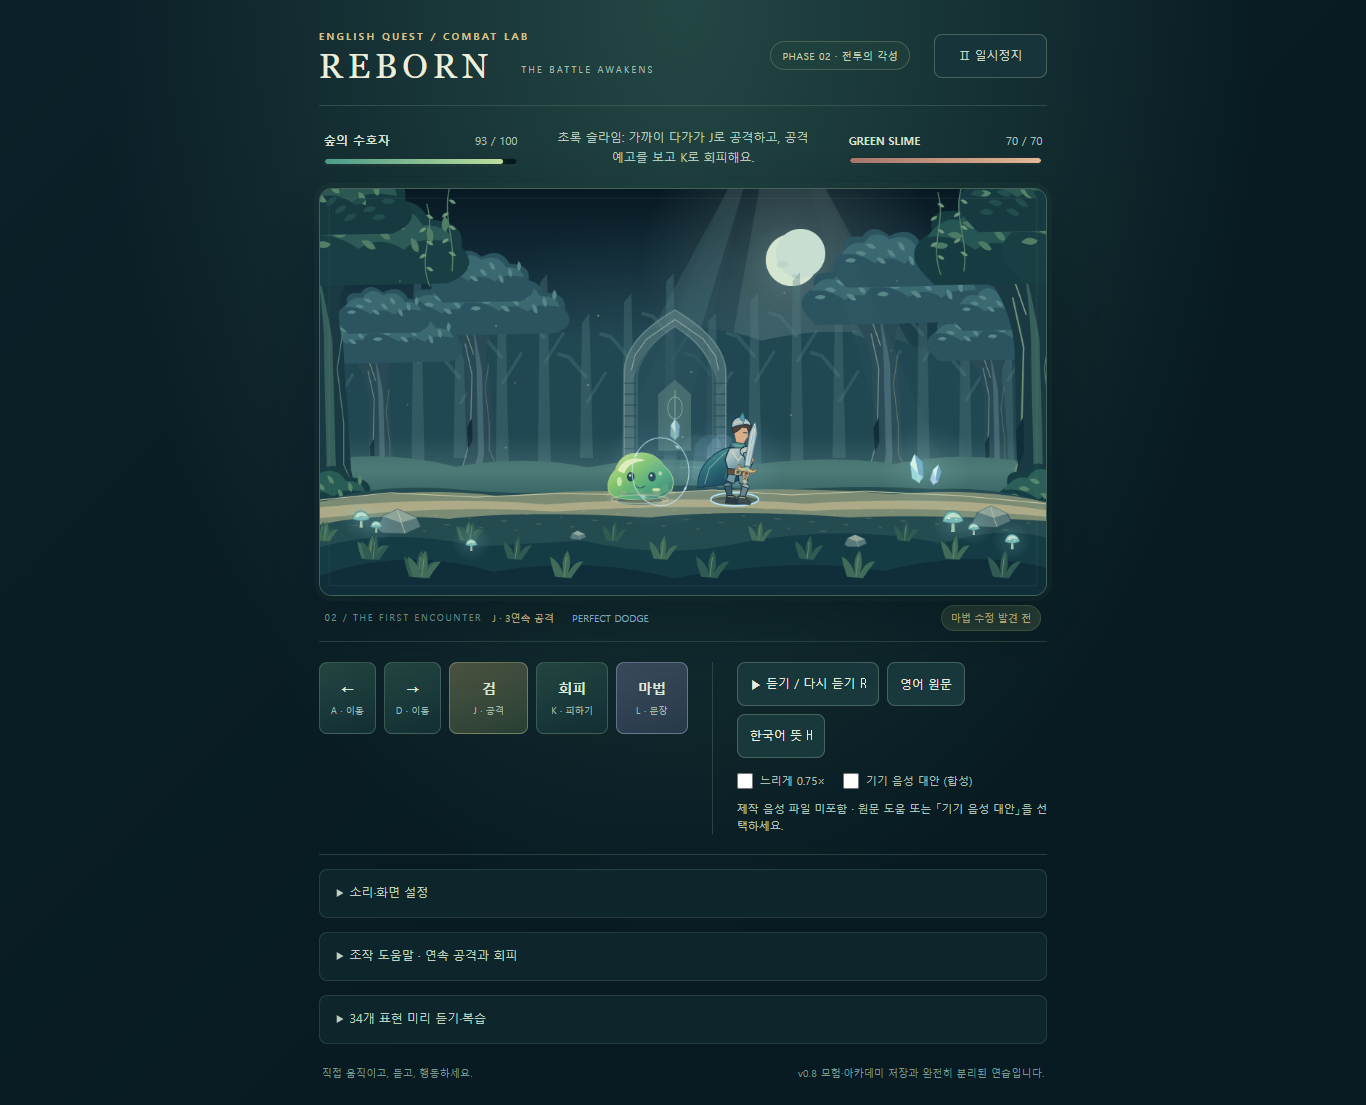 ENGLISH QUEST / COMBAT LAB
REBORN
THE BATTLE AWAKENS
PHASE 02 · 전투의 각성
Ⅱ 일시정지
숲의 수호자
93 / 100
초록 슬라임: 가까이 다가가 J로 공격하고, 공격
예고를 보고 K로 회피해요.
GREEN SLIME
70 / 70
02 / THE FIRST ENCOUNTER
J · 3연속 공격
PERFECT DODGE
마법 수정 발견 전
←
A · 이동
→
D · 이동
검
J · 공격
회피
K · 피하기
마법
L · 문장
▶ 듣기 / 다시 듣기 R
영어 원문
한국어 뜻 H
느리게 0.75×
기기 음성 대안 (합성)
제작 음성 파일 미포함 · 원문 도움 또는 「기기 음성 대안」을 선
택하세요.
▶ 소리·화면 설정
▶ 조작 도움말 · 연속 공격과 회피
▶ 34개 표현 미리 듣기·복습
직접 움직이고, 듣고, 행동하세요.
v0.8 모험·아카데미 저장과 완전히 분리된 연습입니다.